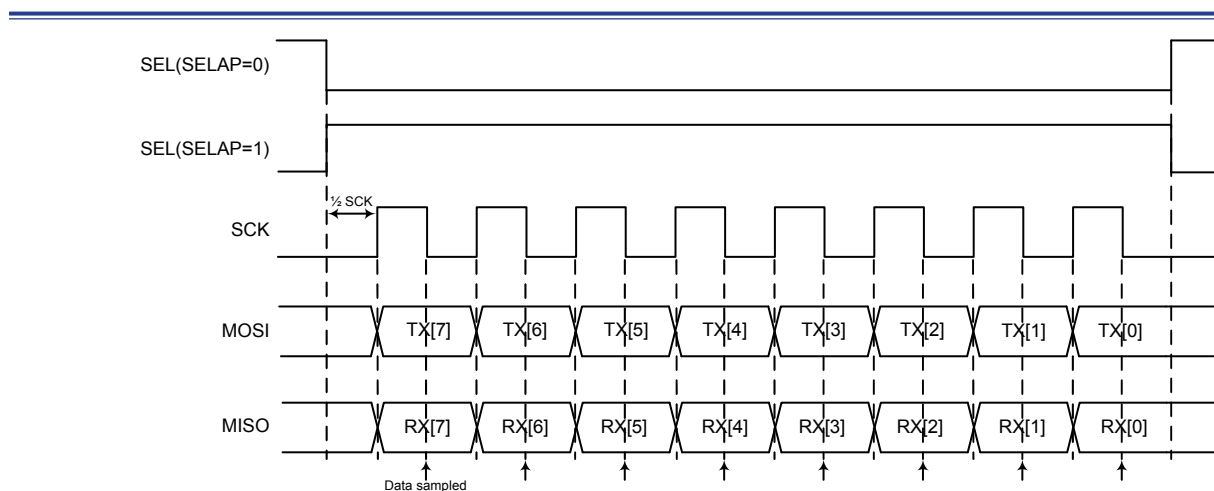 SEL(SELAP=0)
SEL(SELAP=1)
½ SCK
SCK
MOSI
TX[7] TX[6] TX[5] TX[4] TX[3] TX[2] TX[1] TX[0]
MISO
RX[7] RX[6] RX[5] RX[4] RX[3] RX[2] RX[1] RX[0]
Data sampled